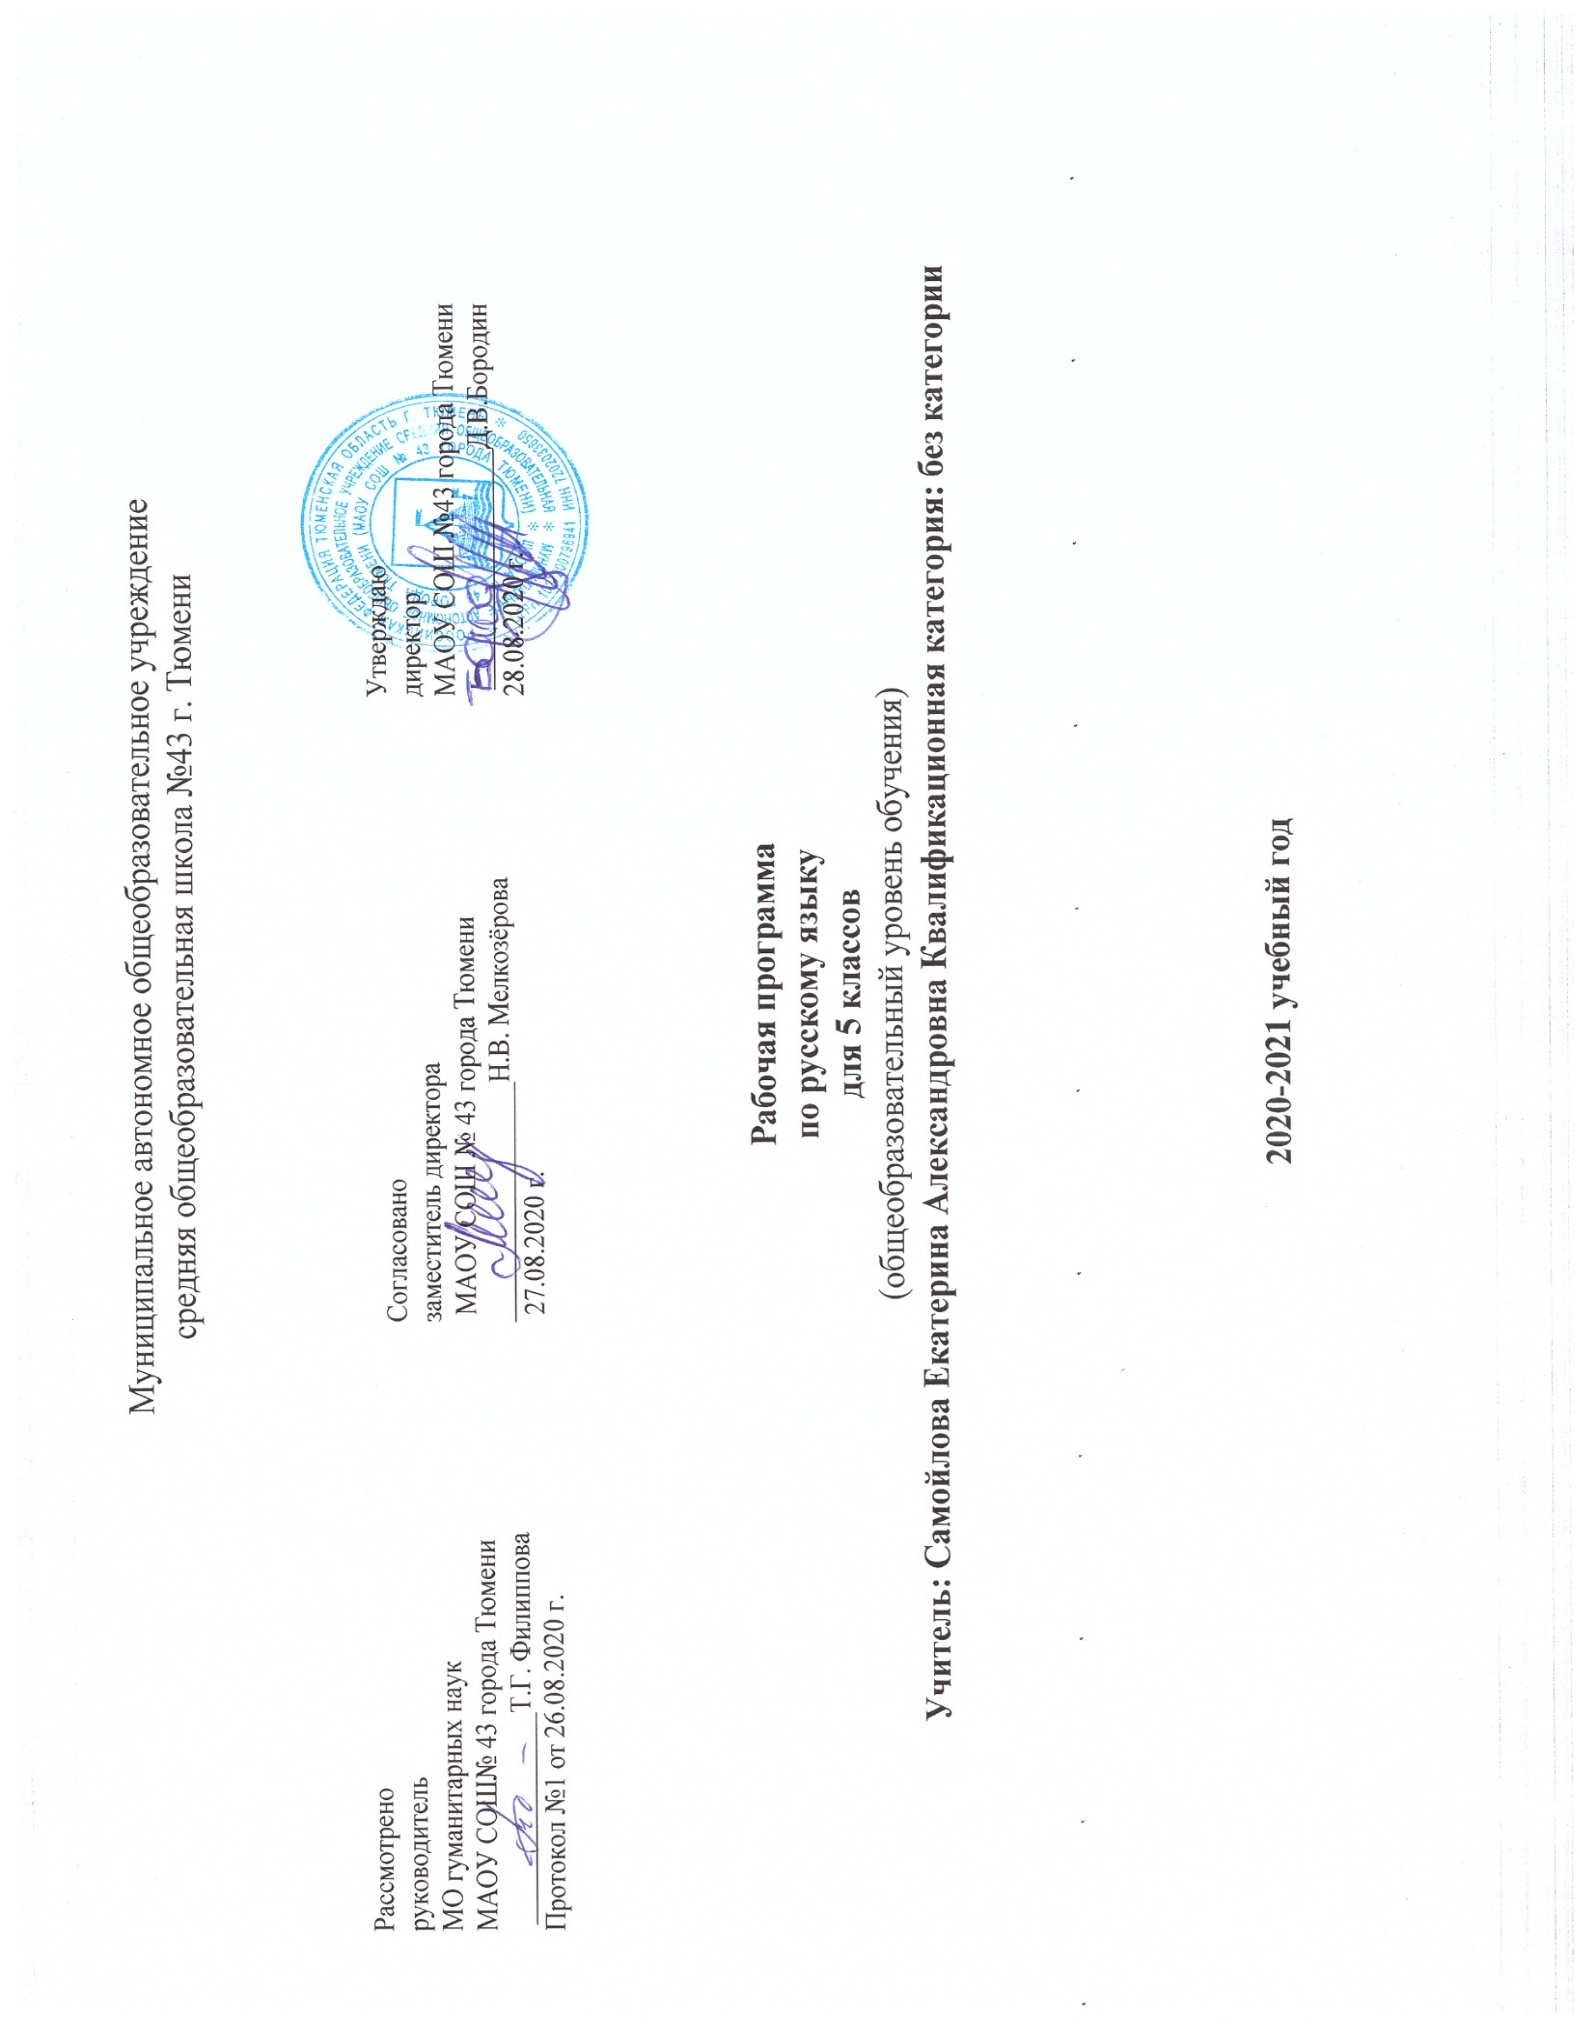 Муниципальное автономное общеобразовательное учреждение
средняя общеобразовательная школа №43 г. Тюмени
Рассмотрено
руководитель
МО гуманитарных наук
МАОУ СОШ№ 43 города Тюмени
Т.Г. Филиппова
Протокол №1 от 26.08.2020 г.
Согласовано
заместитель директора
МАОУ СОШ № 43 города Тюмени
Н.В. Мелкозёрова
27.08.2020 г.
Утверждаю
директор
МАОУ СОШ №43 города Тюмени
Д.В.Бородин
28.08.2020 г.
Рабочая программа
по русскому языку
для 5 классов
(общеобразовательный уровень обучения)
Учитель: Самойлова Екатерина Александровна Квалификационная категория: без категории
2020-2021 учебный год